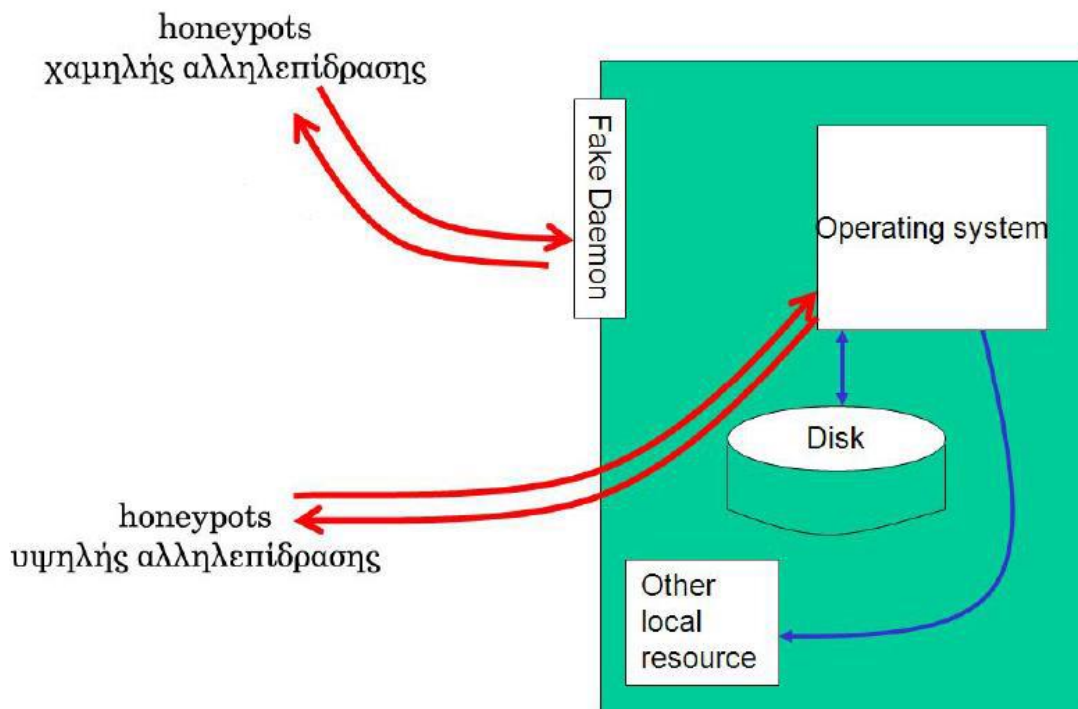 honeypots
χαμηλής αλληλεπίδρασης
Fake Daemon
Operating system
Disk
honeypots
υψηλής αλληλεπίδρασης
Other
local
resource